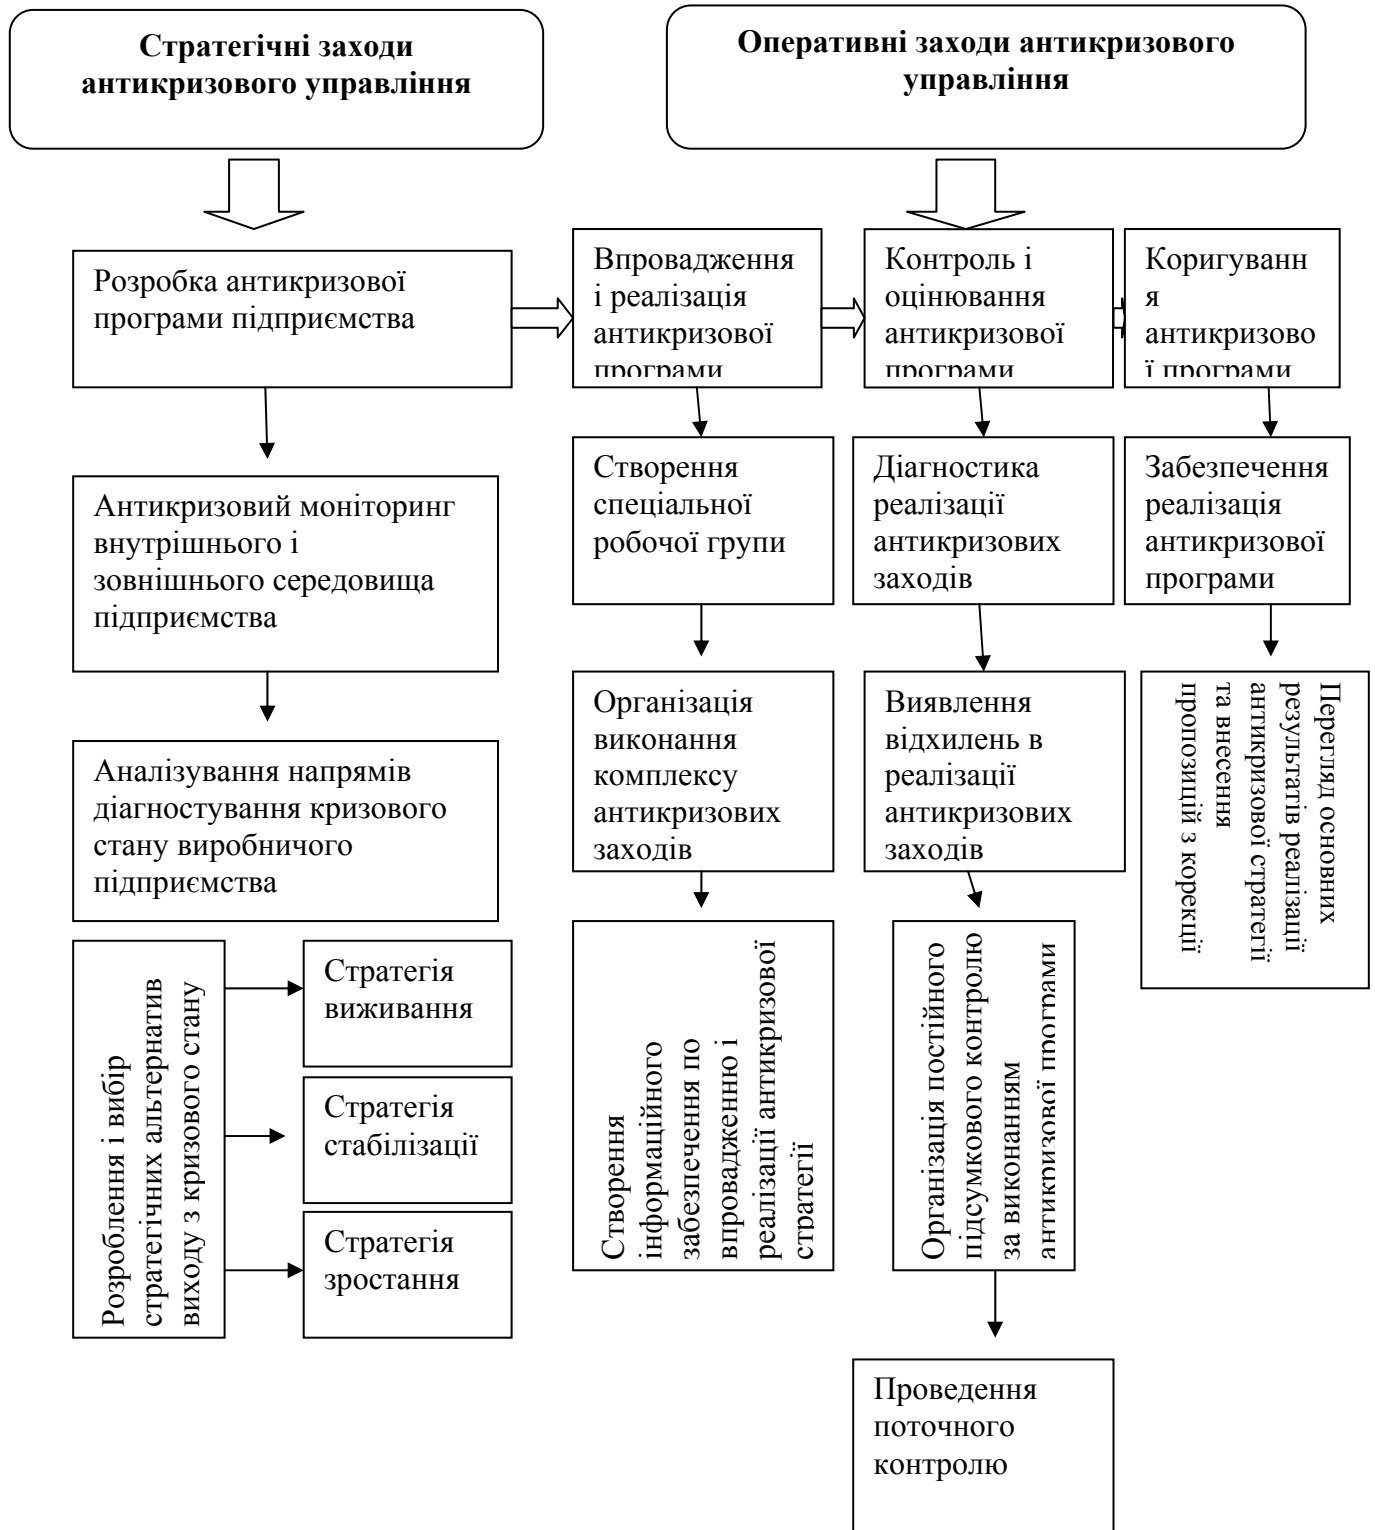 Стратегічні заходи
антикризового управління
Оперативні заходи антикризового
управління
Розробка антикризової
програми підприємства
Впровадження
і реалізація
антикризової
програми
Контроль і
оцінювання
антикризової
програми
Коригуванн
я
антикризово
ї програми
Антикризовий моніторинг
внутрішнього і
зовнішнього середовища
підприємства
Створення
спеціальної
робочої групи
Діагностика
реалізації
антикризових
заходів
Забезпечення
реалізація
антикризової
програми
Аналізування напрямів
діагностування кризового
стану виробничого
підприємства
Організація
виконання
комплексу
антикризових
заходів
Виявлення
відхилень в
реалізації
антикризових
заходів
Перегляд основних
результатів реалізації
антикризової стратегії
та внесення
пропозицій з корекції
Розроблення і вибір
стратегічних альтернатив
виходу з кризового стану
Стратегія
виживання
Стратегія
стабілізації
Стратегія
зростання
Створення
інформаційного
забезпечення по
впровадженню і
реалізації антикризової
стратегії
Організація постійного
підсумкового контролю
за виконанням
антикризової програми
Проведення
поточного
контролю